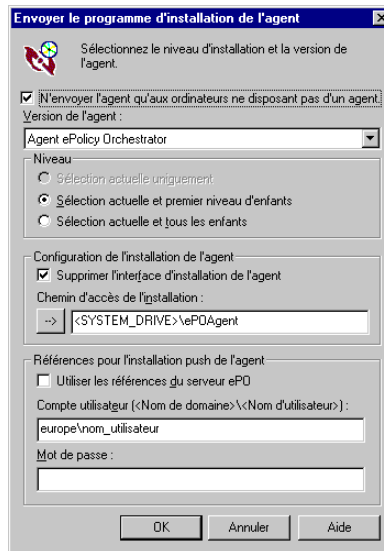 Envoyer le programme d'installation de l'agent
Sélectionnez le niveau d'installation et la version de
l'agent.
N'envoyer l'agent qu'aux ordinateurs ne disposant pas d'un agent.
Version de l'agent :
Agent ePolicy Orchestrator
Niveau
Sélection actuelle uniquement
Sélection actuelle et premier niveau d'enfants
Sélection actuelle et tous les enfants
Configuration de l'installation de l'agent
Supprimer l'interface d'installation de l'agent
Chemin d'accès de l'installation :
--> <SYSTEM_DRIVE>\ePOAgent
Références pour l'installation push de l'agent
Utiliser les références du serveur ePO
Compte utilisateur (<Nom de domaine>\<Nom d'utilisateur>) :
europe\nom_utilisateur
Mot de passe :
OK Annuler Aide